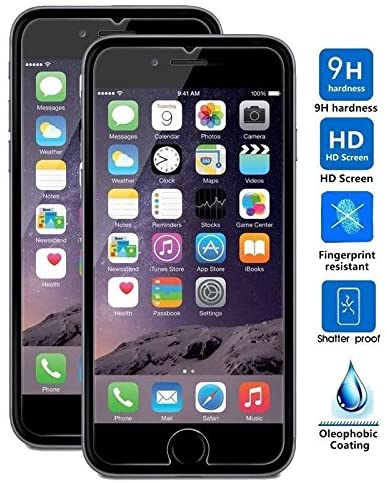 9:41 AM
100%
Messages
Calendar
Photos
Camera
Weather
Clock
Maps
Videos
Notes
Reminders
Stocks
Game Center
Newsstand
iTunes Store
App Store
iBooks
Health
Passbook
Settings
Phone
Mail
Safari
Music
Tuesday
9
Messages
Weather
Notes
Newsstand
Health
Phone
9H
hardness
9H hardness
HD
HD Screen
HD Screen
Fingerprint
resistant
Shatter proof
Oleophobic
Coating